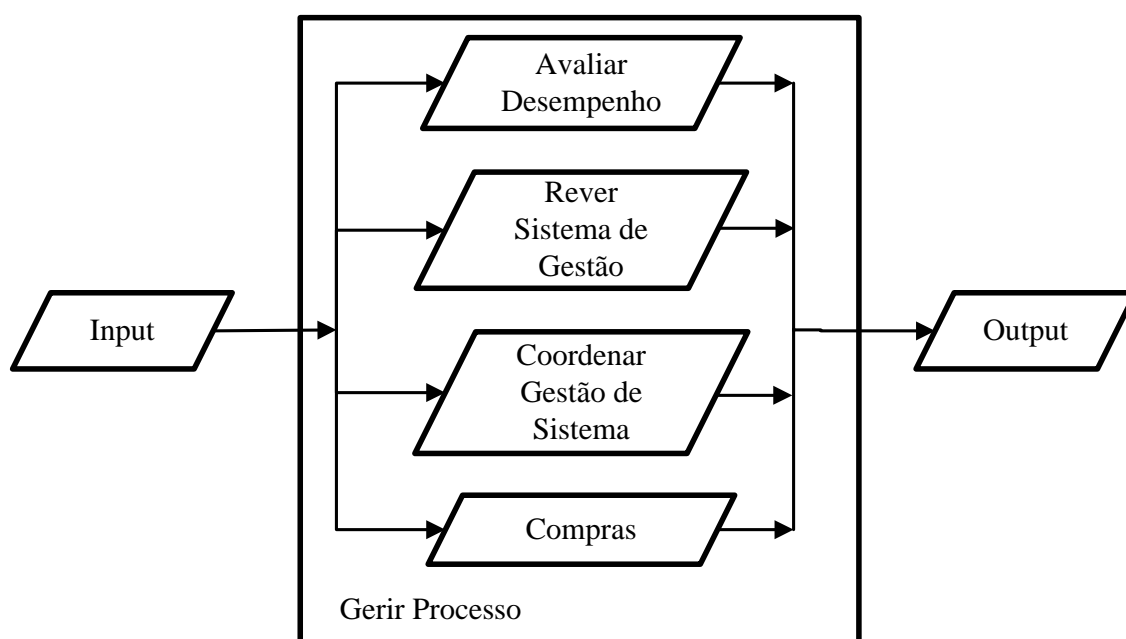 Avaliar
Desempenho
Rever
Sistema de
Gestão
Input
Output
Coordenar
Gestão de
Sistema
Compras
Gerir Processo